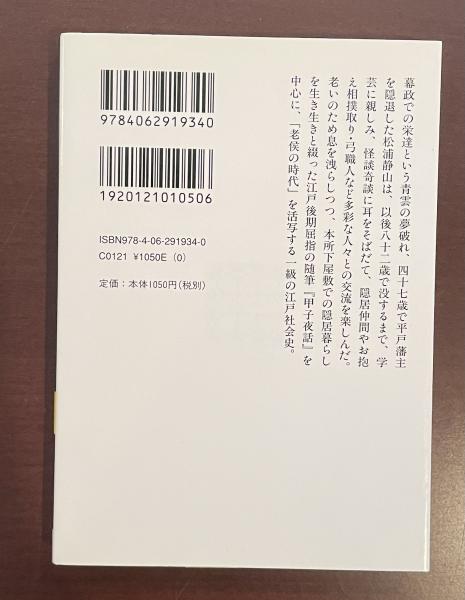 幕政での栄達という青雲の夢破れ、四十七歳で平戸藩主
を隠退した松浦静山は、以後八十二歳で没するまで、学
芸に親しみ、怪談奇談に耳をそばだて、隠居仲間やお抱
え相撲取り・弓職人など多彩な人々との交流を楽しんだ。
老いのため息を洩らしつつ、本所下屋敷での隠居暮らし
を生き生きと綴った江戸後期屈指の随筆『甲子夜話』を
中心に、「老侯の時代」を活写する一級の江戸社会史。
9784062919340
1920121010506
ISBN978-4-06-291934-0
C0121 ¥1050E (0)
定価：本体1050円（税別）